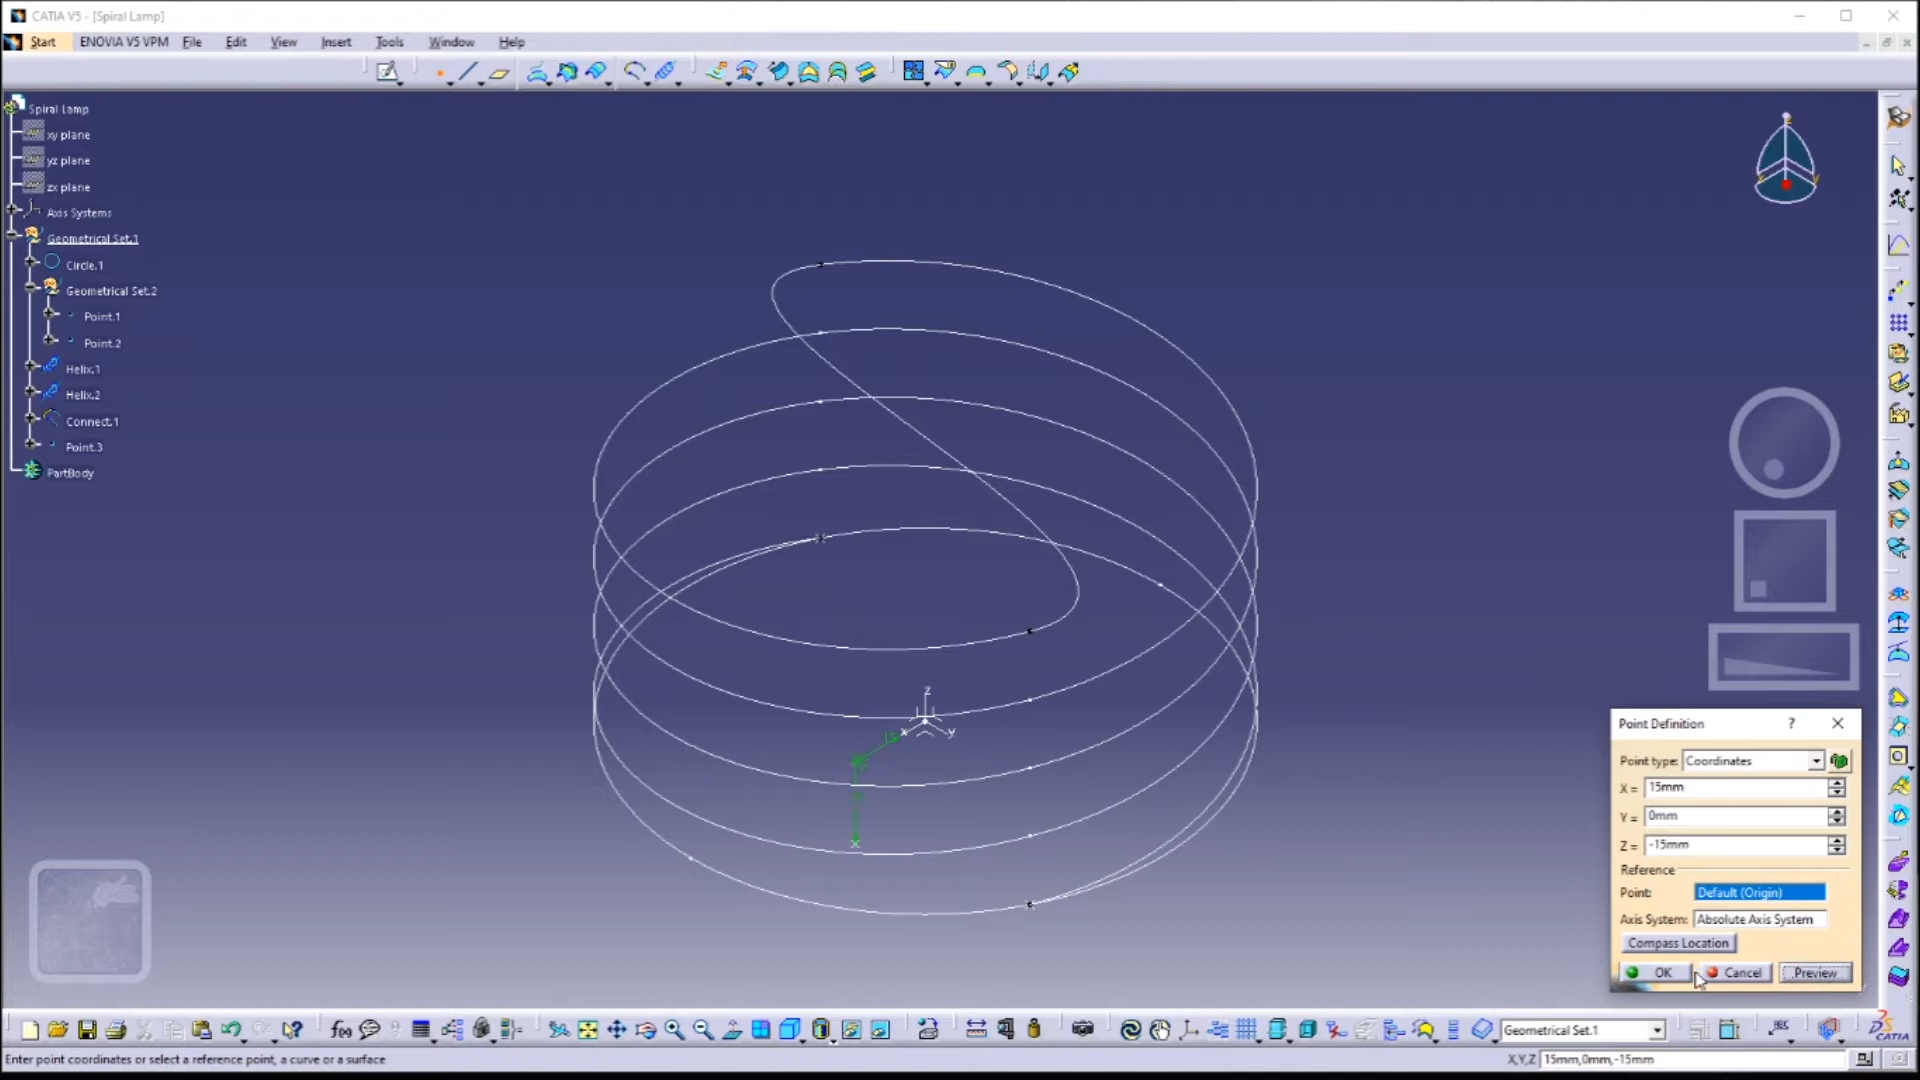 CATIA V5 - [Spiral Lamp]
Start ENOVIA V5 VPM File Edit View Insert Tools Window Help
Spiral Lamp
xy plane
yz plane
zx plane
Axis Systems
Geometrical Set.1
Circle.1
Geometrical Set.2
Point.1
Point.2
Helix.1
Helix.2
Connect.1
Point.3
PartBody
z
x
y
Point Definition ?
Point type: Coordinates
X = 15mm
Y = 0mm
Z = -15mm
Reference
Point: Default (Origin)
Axis System: Absolute Axis System
Compass Location
OK Cancel Preview
f(x)
Geometrical Set.1
CATIA
Enter point coordinates or select a reference point, a curve or a surface
X,Y,Z 15mm,0mm,-15mm